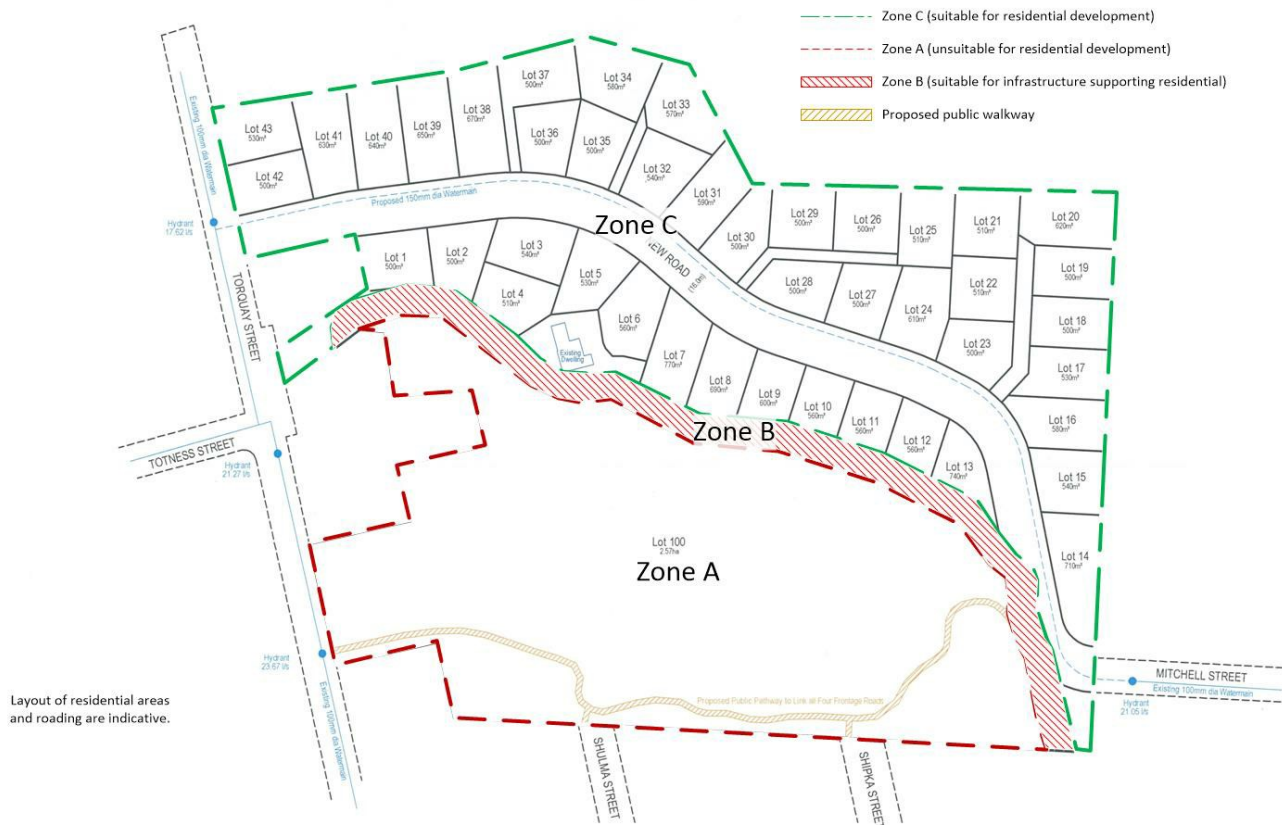 Zone C (suitable for residential development)
Zone A (unsuitable for residential development)
Zone B (suitable for infrastructure supporting residential)
Proposed public walkway
Existing 100mm dia Watermain
Lot 43
530m²
Lot 42
500m²
Lot 41
630m²
Lot 40
640m²
Lot 39
650m²
Lot 38
670m²
Lot 37
500m²
Lot 36
500m²
Lot 35
500m²
Lot 34
580m²
Lot 33
570m²
Lot 32
540m²
Lot 31
590m²
Lot 30
500m²
Lot 29
500m²
Lot 26
500m²
Lot 25
510m²
Lot 21
510m²
Lot 20
620m²
Lot 28
500m²
Lot 27
500m²
Lot 24
610m²
Lot 22
510m²
Lot 23
500m²
Lot 19
500m²
Lot 18
500m²
Lot 17
530m²
Lot 16
580m²
Lot 15
540m²
Lot 14
710m²
Proposed 150mm dia Watermain
Hydrant
17.62 l/s
Zone C
NEW ROAD
(16.0m)
Lot 1
500m²
Lot 2
500m²
Lot 3
540m²
Lot 4
510m²
Lot 5
530m²
Lot 6
560m²
Existing
Dwelling
Lot 7
770m²
Lot 8
690m²
Lot 9
600m²
Lot 10
560m²
Lot 11
560m²
Lot 12
560m²
Lot 13
740m²
TORQUAY STREET
Zone B
TOTNESS STREET
Hydrant
21.27 l/s
Lot 100
2.57ha
Zone A
Hydrant
23.67 l/s
Existing 100mm dia Watermain
Proposed Public Pathway to Link at Four Frontage Roads
MITCHELL STREET
Existing 100mm dia Watermain
Hydrant
21.05 l/s
Layout of residential areas
and roading are indicative.
SHULMA STREET
SHIPKA STREET